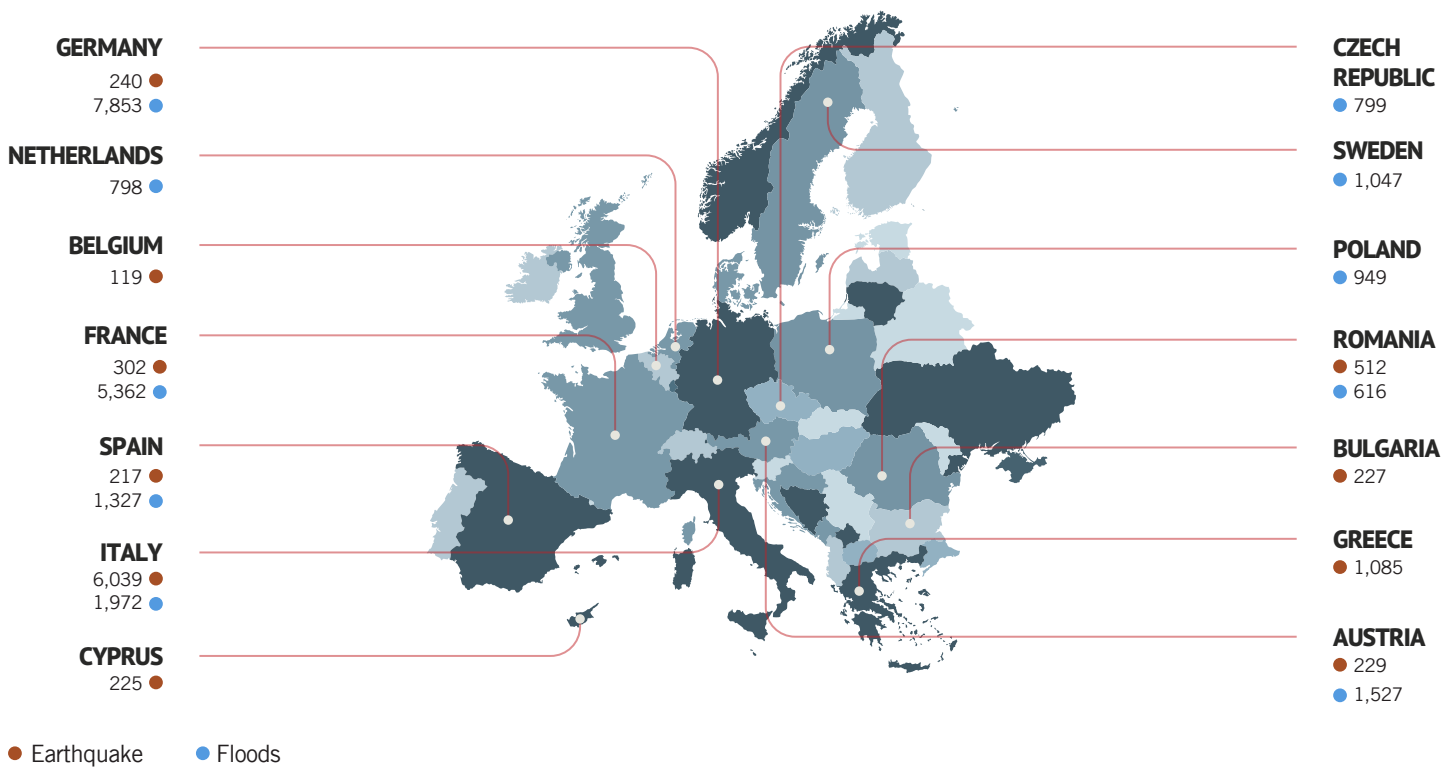 GERMANY
240
7,853
NETHERLANDS
798
BELGIUM
119
FRANCE
302
5,362
SPAIN
217
1,327
ITALY
6,039
1,972
CYPRUS
225
CZECH
REPUBLIC
799
SWEDEN
1,047
POLAND
949
ROMANIA
512
616
BULGARIA
227
GREECE
1,085
AUSTRIA
229
1,527
Earthquake
Floods